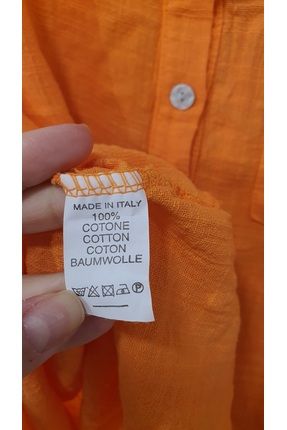 MADE IN ITALY
100%
COTONE
COTTON
COTON
BAUMWOLLE
P